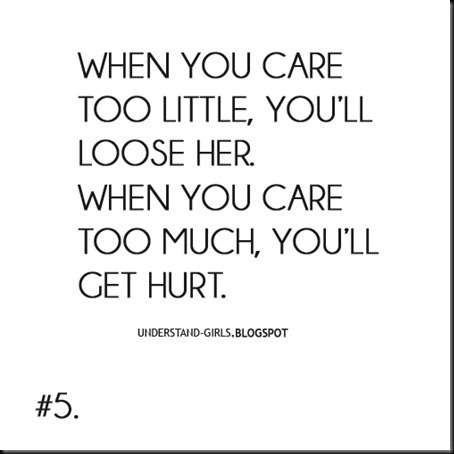 WHEN YOU CARE
TOO LITTLE, YOU'LL
LOOSE HER.
WHEN YOU CARE
TOO MUCH, YOU'LL
GET HURT.
UNDERSTAND-GIRLS.BLOGSPOT
#5.